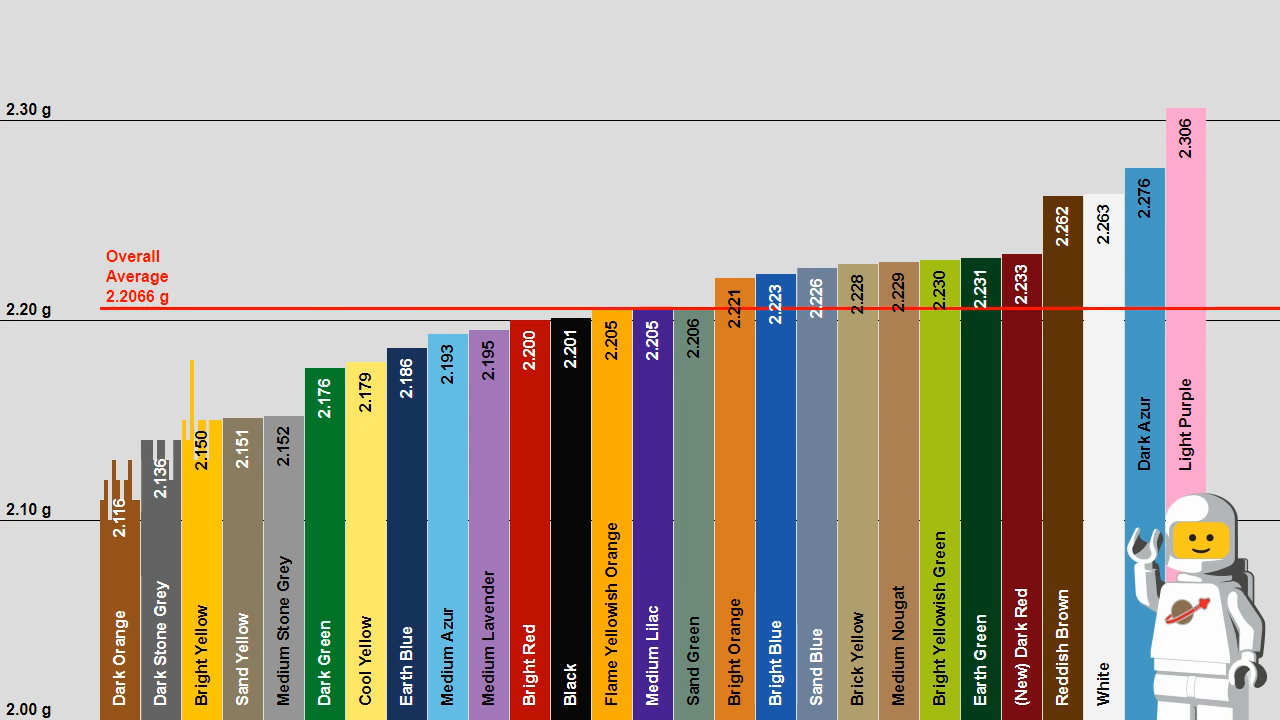 2.30 g
2.20 g
2.10 g
2.00 g
Overall
Average
2.2066 g
2.116
Dark Orange
2.136
Dark Stone Grey
2.150
Bright Yellow
2.151
Sand Yellow
2.152
Medium Stone Grey
2.176
Dark Green
2.179
Cool Yellow
2.186
Earth Blue
2.193
Medium Azur
2.195
Medium Lavender
2.200
Bright Red
2.201
Black
2.205
Flame Yellowish Orange
2.205
Medium Lilac
2.206
Sand Green
2.221
Bright Orange
2.223
Bright Blue
2.226
Sand Blue
2.228
Brick Yellow
2.229
Medium Nougat
2.230
Bright Yellowish Green
2.231
Earth Green
2.233
(New) Dark Red
2.262
Reddish Brown
2.263
White
2.276
Dark Azur
2.306
Light Purple